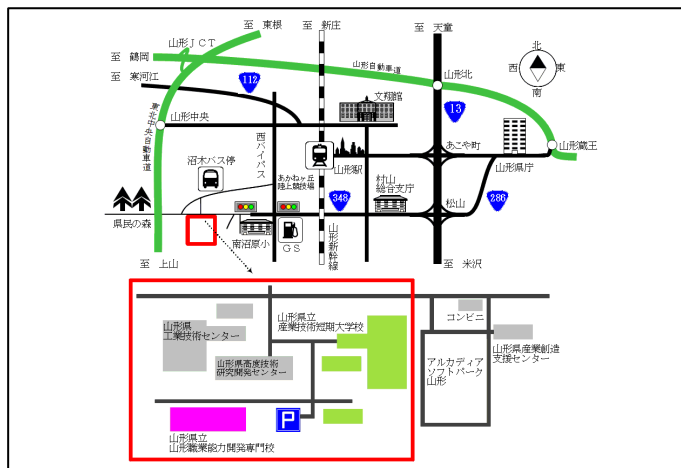 至 東根
至 新庄
至 天童
山形JCT
至 鶴岡
山形自動車道
北
西 東
南
至 寒河江
112
山形北
文翔館
13
東北中央自動車道
山形中央
西バイパス
あこや町
山形蔵王
沼木バス停
山形駅
山形県庁
あかねヶ丘
陸上競技場
村山
総合支庁
県民の森
348
松山
286
南沼原小
GS
山形新幹線
至 上山
至 米沢
山形県立
産業技術短期大学校
コンビニ
山形県
工業技術センター
山形県産業創造
支援センター
山形県高度技術
研究開発センター
アルカディア
ソフトパーク
山形
P
山形県立
山形職業能力開発専門校